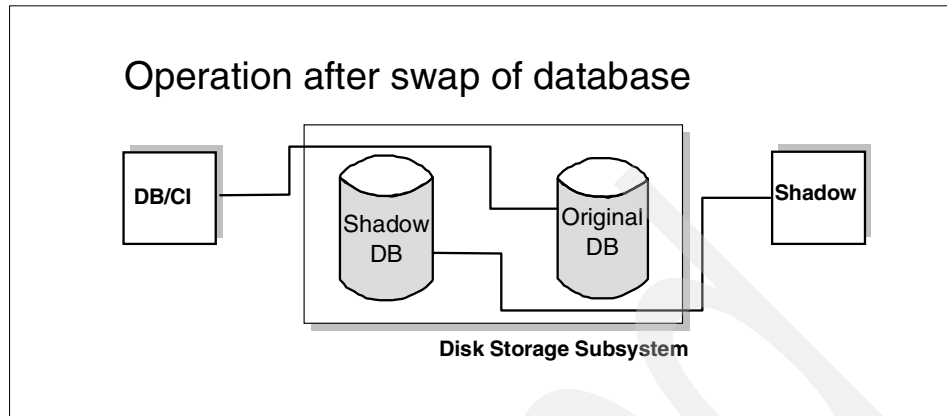 Operation after swap of database
DB/CI
Shadow
DB
Original
DB
Shadow
Disk Storage Subsystem